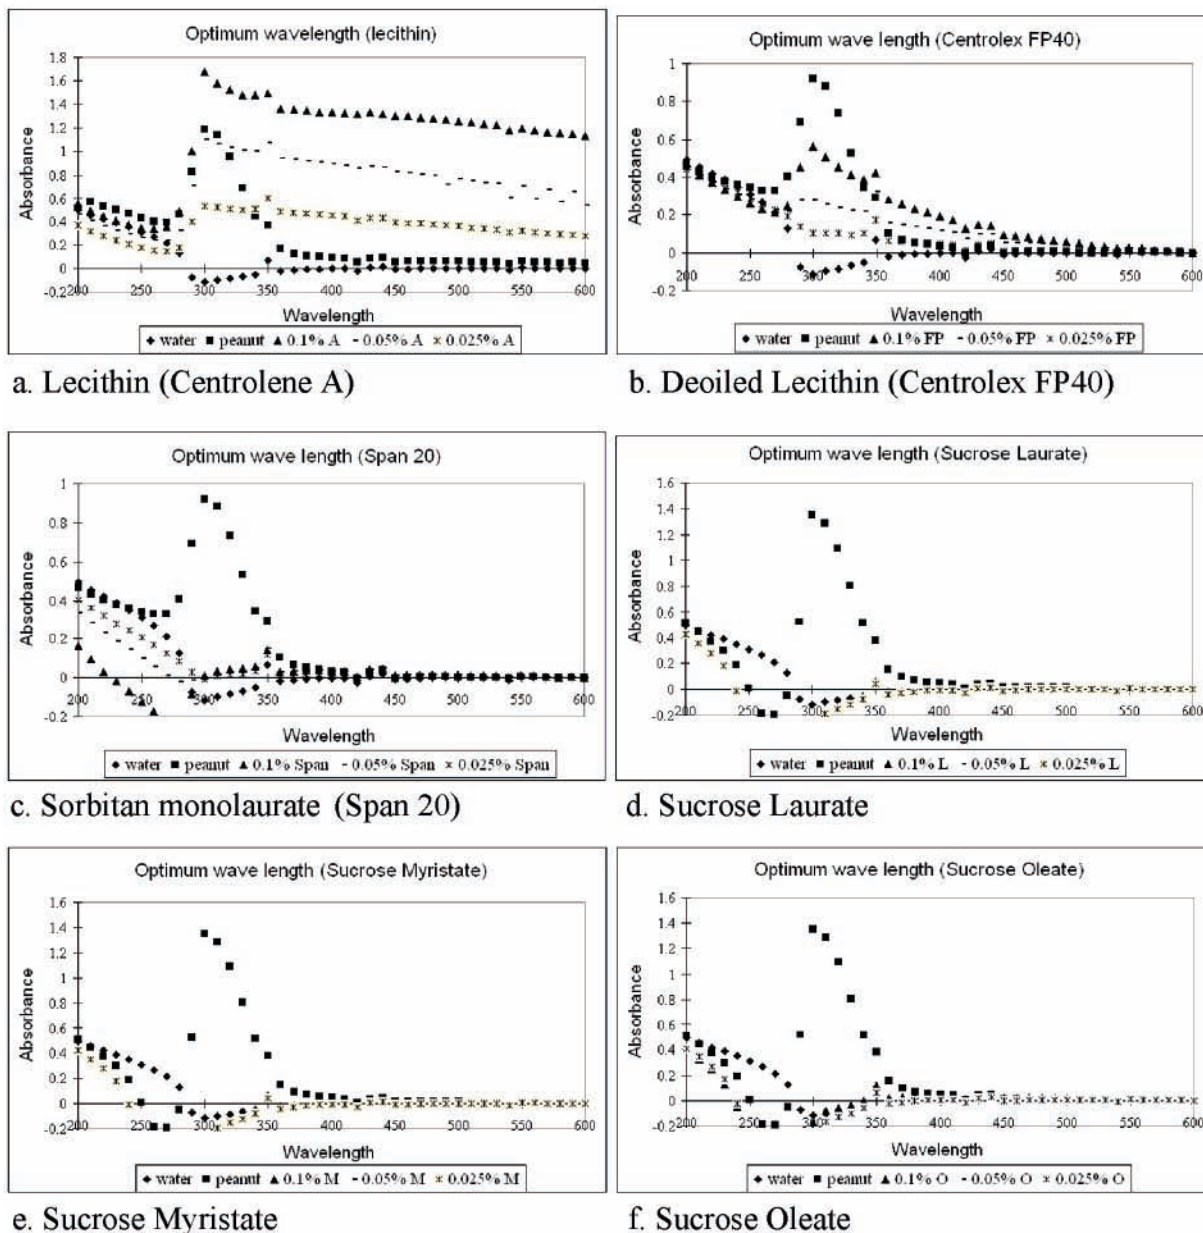 Optimum wavelength (lecithin)
Absorbance
1.8
1.6
1.4
1.2
1
0.8
0.6
0.4
0.2
0
-0.2
200 250 300 350 400 450 500 550 600
Wavelength
water peanut 0.1% A 0.05% A 0.025% A
a. Lecithin (Centrolene A)
Optimum wave length (Centrolex FP40)
Absorbance
1
0.8
0.6
0.4
0.2
0
-0.2
200 250 300 350 400 450 500 550 600
Wavelength
water peanut 0.1% FP 0.05% FP 0.025% FP
b. Deoiled Lecithin (Centrolex FP40)
Optimum wave length (Span 20)
Absorbance
1
0.8
0.6
0.4
0.2
0
-0.2
200 250 300 350 400 450 500 550 600
Wavelength
water peanut 0.1% Span 0.05% Span 0.025% Span
c. Sorbitan monolaurate (Span 20)
Optimum wave length (Sucrose Laurate)
Absorbance
1.6
1.4
1.2
1
0.8
0.6
0.4
0.2
0
-0.2
200 250 300 350 400 450 500 550 600
Wavelength
water peanut 0.1% L 0.05% L 0.025% L
d. Sucrose Laurate
Optimum wave length (Sucrose Myristate)
Absorbance
1.6
1.4
1.2
1
0.8
0.6
0.4
0.2
0
-0.2
200 250 300 350 400 450 500 550 600
Wavelength
water peanut 0.1% M 0.05% M 0.025% M
e. Sucrose Myristate
Optimum wave length (Sucrose Oleate)
Absorbance
1.6
1.4
1.2
1
0.8
0.6
0.4
0.2
0
-0.2
200 250 300 350 400 450 500 550 600
Wavelength
water peanut 0.1% O 0.05% O 0.025% O
f. Sucrose Oleate